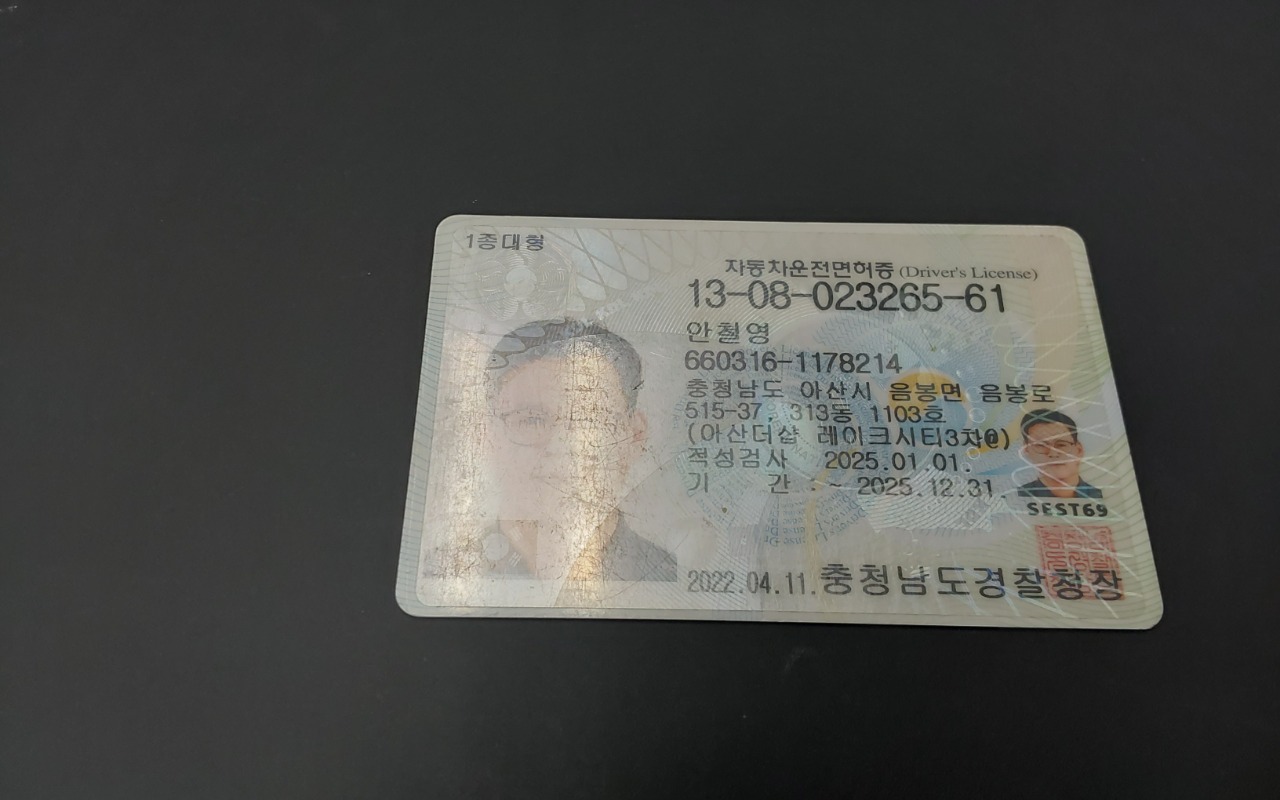 1종대형
자동차운전면허증 (Driver's License)
13-08-023265-61
안철영
660316-1178214
충청남도 아산시 음봉면 음봉로
515-37, 313동 1103호
(아산더샵 레이크시티3차@)
적성검사 2025.01.01.
기 간 : ~ 2025.12.31.
SEST69
2022.04.11. 충청남도경찰청장